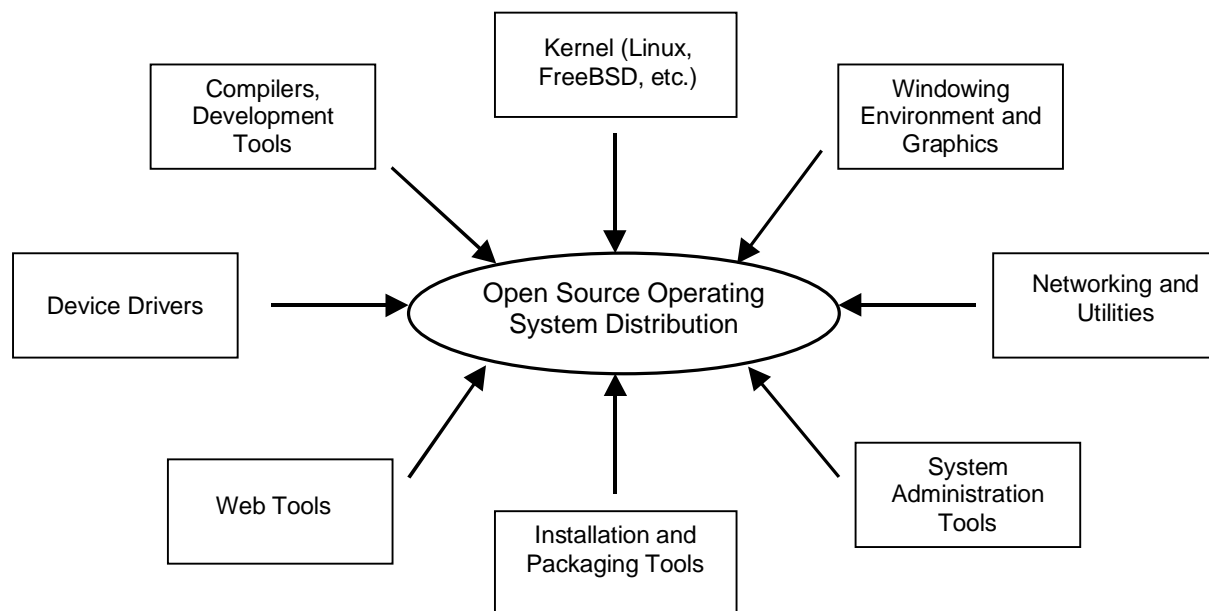 Kernel (Linux,
FreeBSD, etc.)
Compilers,
Development
Tools
Windowing
Environment and
Graphics
Device Drivers
Open Source Operating
System Distribution
Networking and
Utilities
Web Tools
Installation and
Packaging Tools
System
Administration
Tools